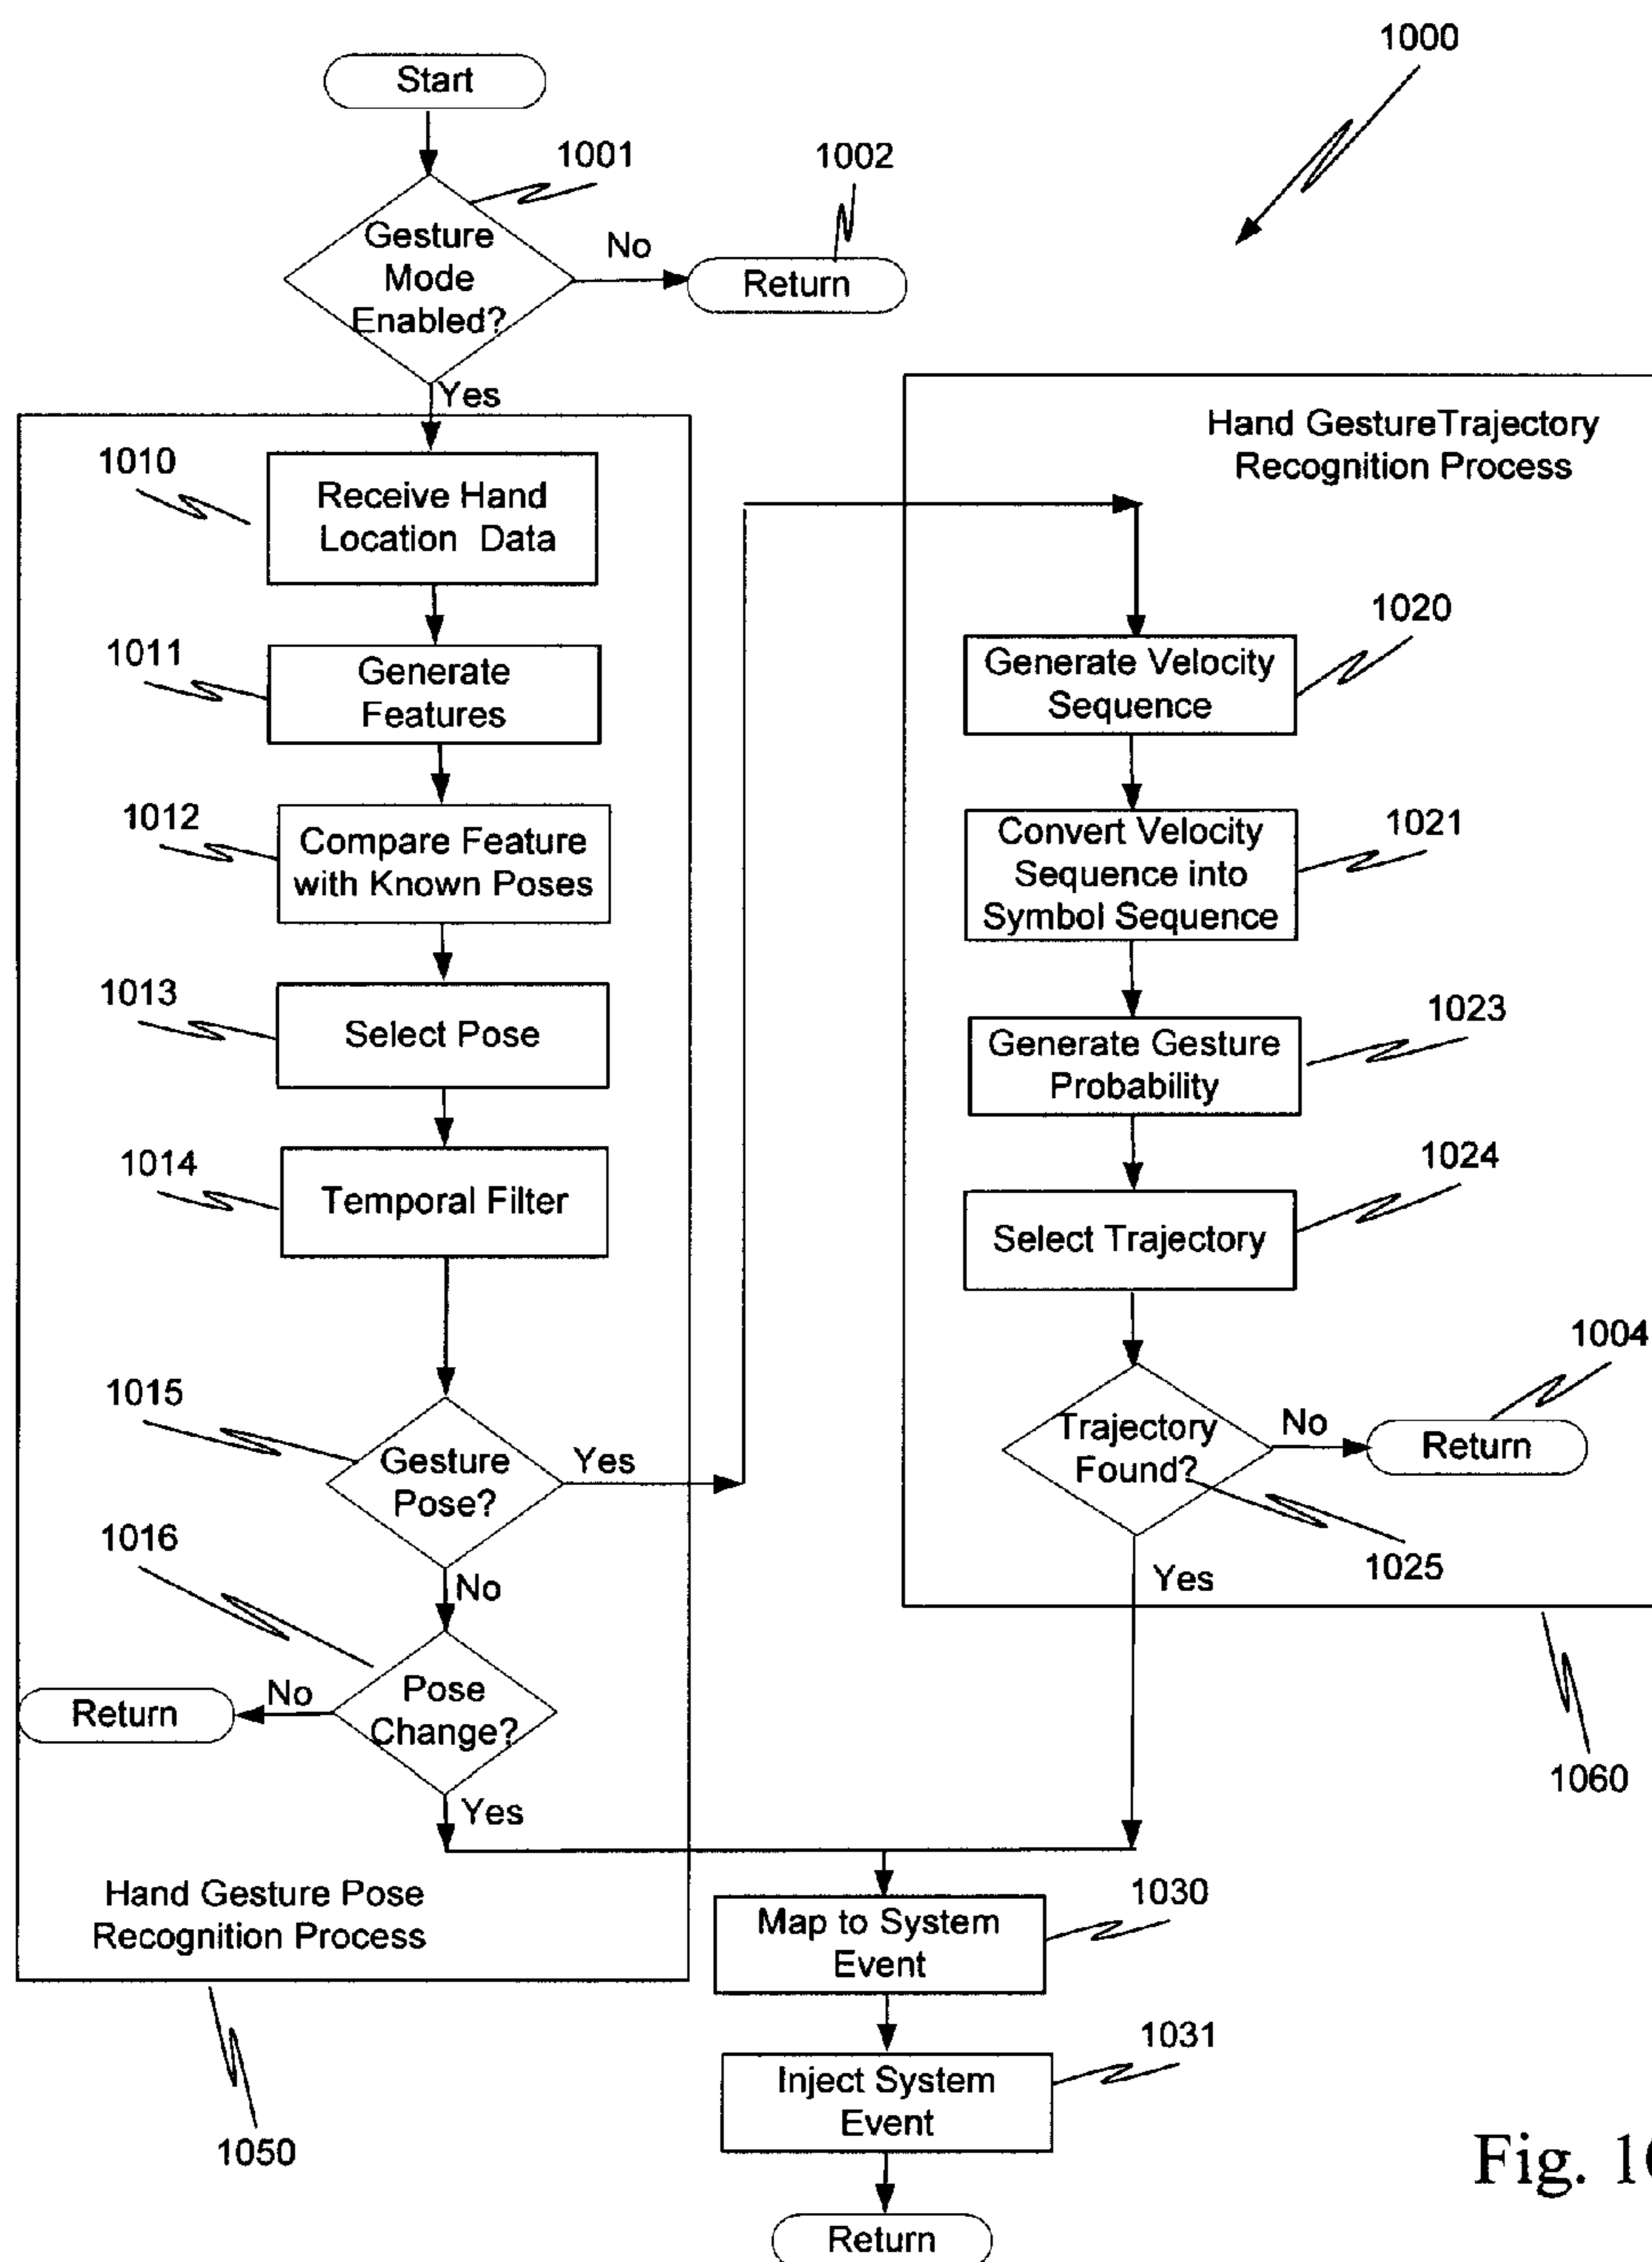 1000
Start
1001
1002
Gesture
Mode
Enabled?
No
Return
Yes
Hand GestureTrajectory
Recognition Process
1010
Receive Hand
Location Data
1011
Generate
Features
1012
Compare Feature
with Known Poses
1013
Select Pose
1014
Temporal Filter
1015
Gesture
Pose?
Yes
1016
No
Pose
Change?
No
Return
Yes
Hand Gesture Pose
Recognition Process
1050
1020
Generate Velocity
Sequence
1021
Convert Velocity
Sequence into
Symbol Sequence
1023
Generate Gesture
Probability
1024
Select Trajectory
1004
Trajectory
Found?
No
Return
1025
Yes
1060
1030
Map to System
Event
1031
Inject System
Event
Return
Fig.